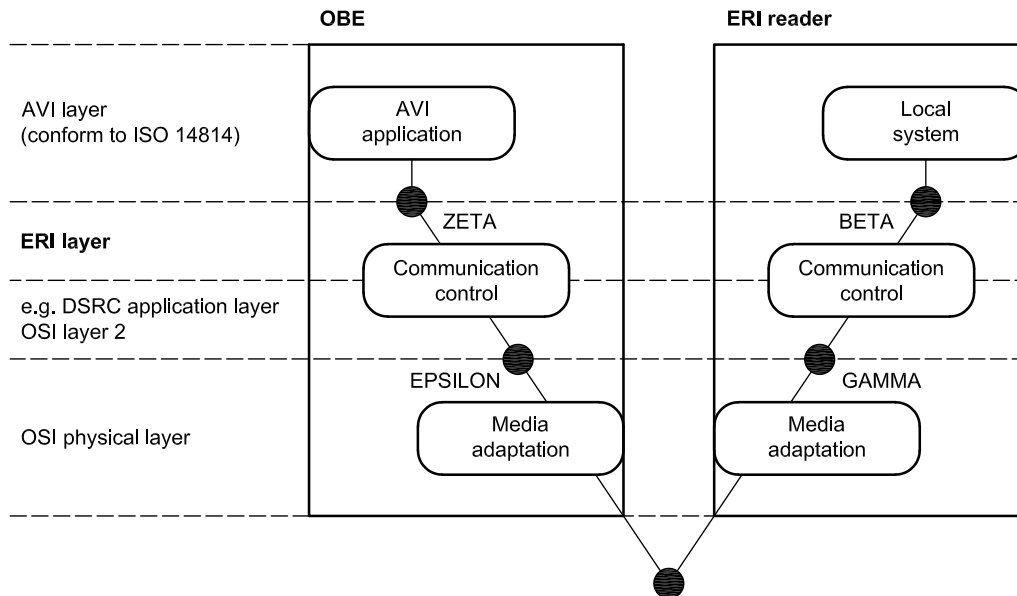 OBE
ERI reader
AVI layer
(conform to ISO 14814)
AVI
application
Local
system
ZETA
BETA
ERI layer
Communication
control
Communication
control
e.g. DSRC application layer
OSI layer 2
EPSILON
GAMMA
OSI physical layer
Media
adaptation
Media
adaptation